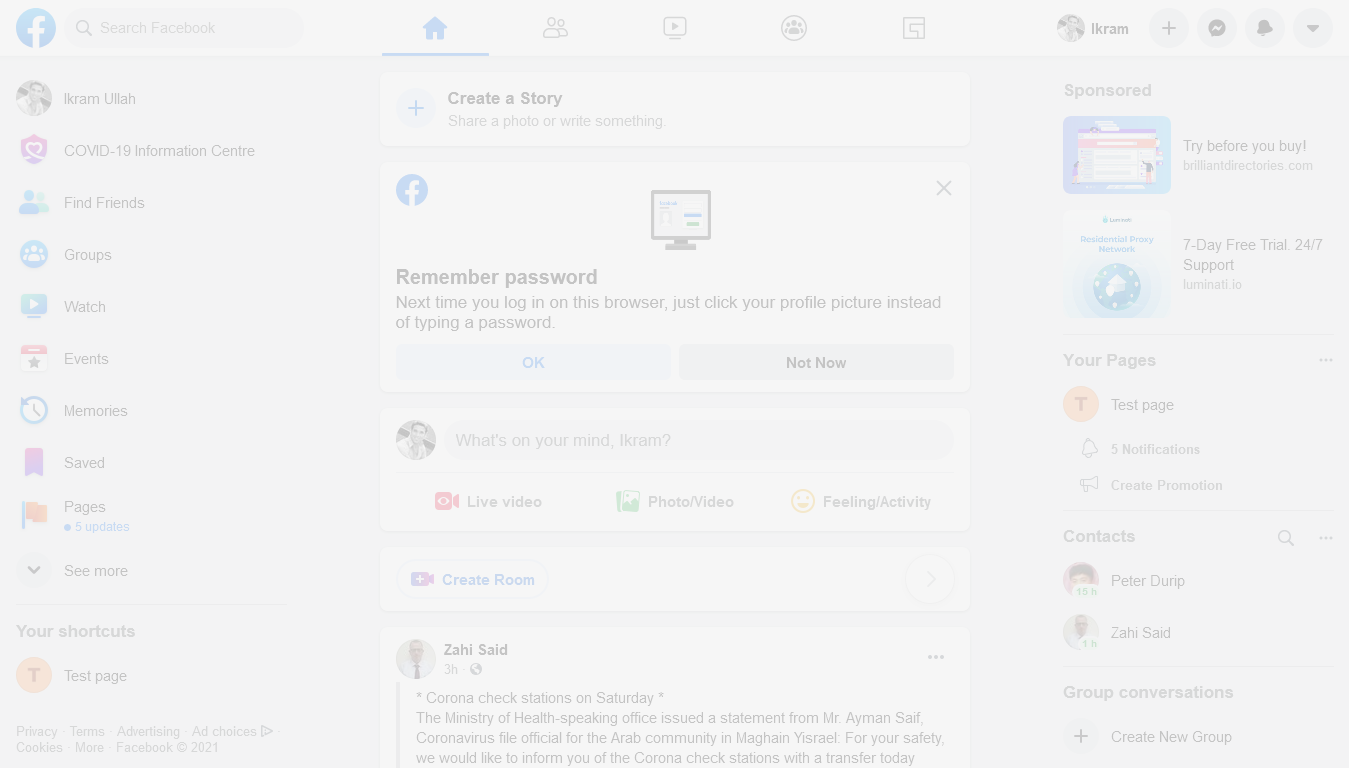 Search Facebook
Ikram
Ikram Ullah
COVID-19 Information Centre
Find Friends
Groups
Watch
Events
Memories
Saved
Pages
5 updates
See more
Your shortcuts
T
Test page
Privacy · Terms · Advertising · Ad choices ·
Cookies · More · Facebook © 2021
Create a Story
Share a photo or write something.
Remember password
Next time you log in on this browser, just click your profile picture instead
of typing a password.
OK
Not Now
What's on your mind, Ikram?
Live video
Photo/Video
Feeling/Activity
Create Room
Zahi Said
3h ·
* Corona check stations on Saturday *
The Ministry of Health-speaking office issued a statement from Mr. Ayman Saif,
Coronavirus file official for the Arab community in Maghain Yisrael: For your safety,
we would like to inform you of the Corona check stations with a transfer today
Sponsored
Try before you buy!
brilliantdirectories.com
Luminati
Residential Proxy
Network
7-Day Free Trial. 24/7
Support
luminati.io
Your Pages
T
Test page
5 Notifications
Create Promotion
Contacts
Peter Durip
15 h
Zahi Said
1 h
Group conversations
Create New Group